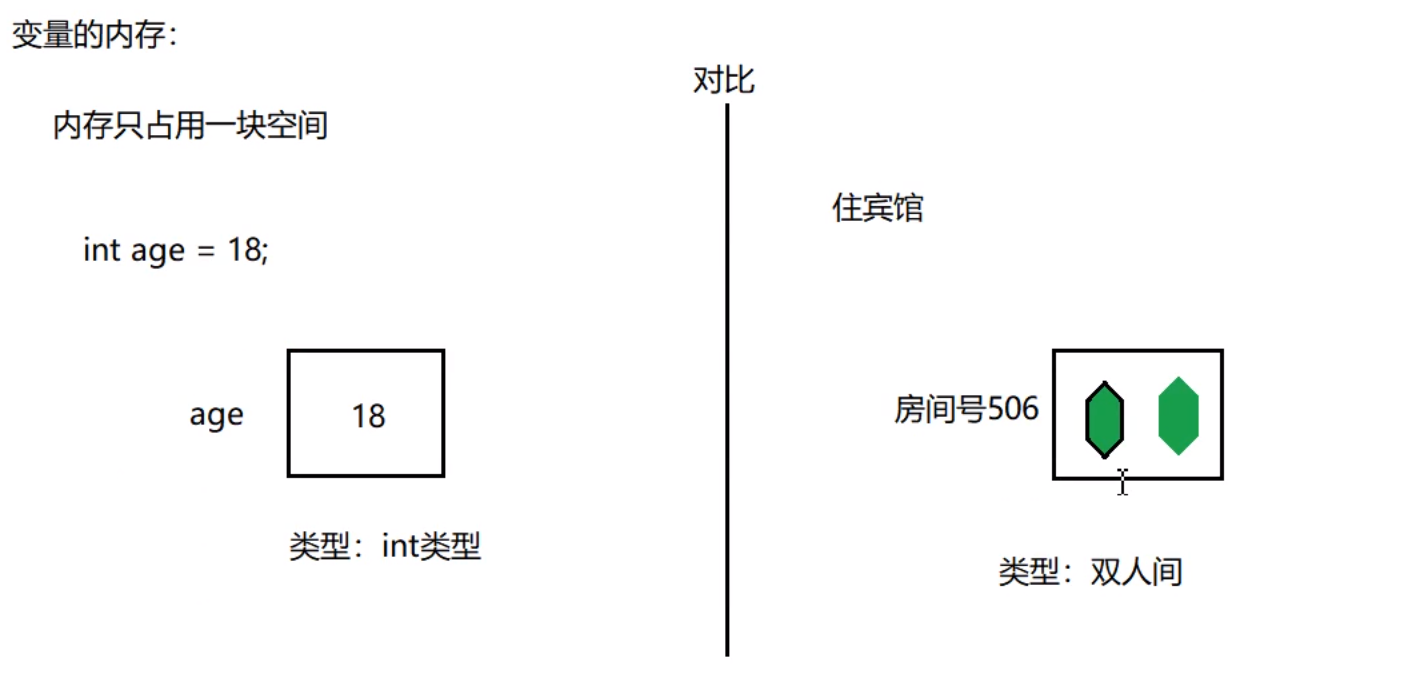 变量的内存：
内存只占用一块空间
int age = 18;
age
18
类型：int类型
对比
住宾馆
房间号506
类型：双人间